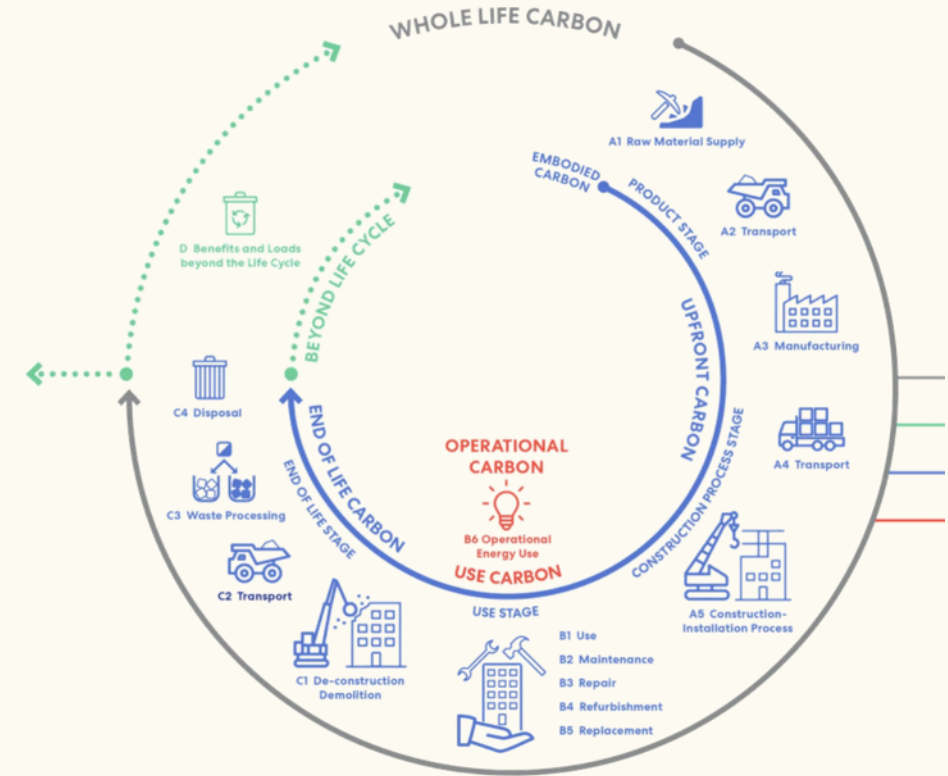 WHOLE LIFE CARBON
A1 Raw Material Supply
EMBODIED
CARBON
PRODUCT STAGE
A2 Transport
UPFRONT CARBON
A3 Manufacturing
A4 Transport
CONSTRUCTION PROCESS STAGE
A5 Construction-
Installation Process
OPERATIONAL
CARBON
B6 Operational
Energy Use
USE CARBON
USE STAGE
B1 Use
B2 Maintenance
B3 Repair
B4 Refurbishment
B5 Replacement
END OF LIFE CARBON
END OF LIFE STAGE
C1 De-construction
Demolition
C2 Transport
C3 Waste Processing
C4 Disposal
BEYOND LIFE CYCLE
D Benefits and Loads
beyond the Life Cycle